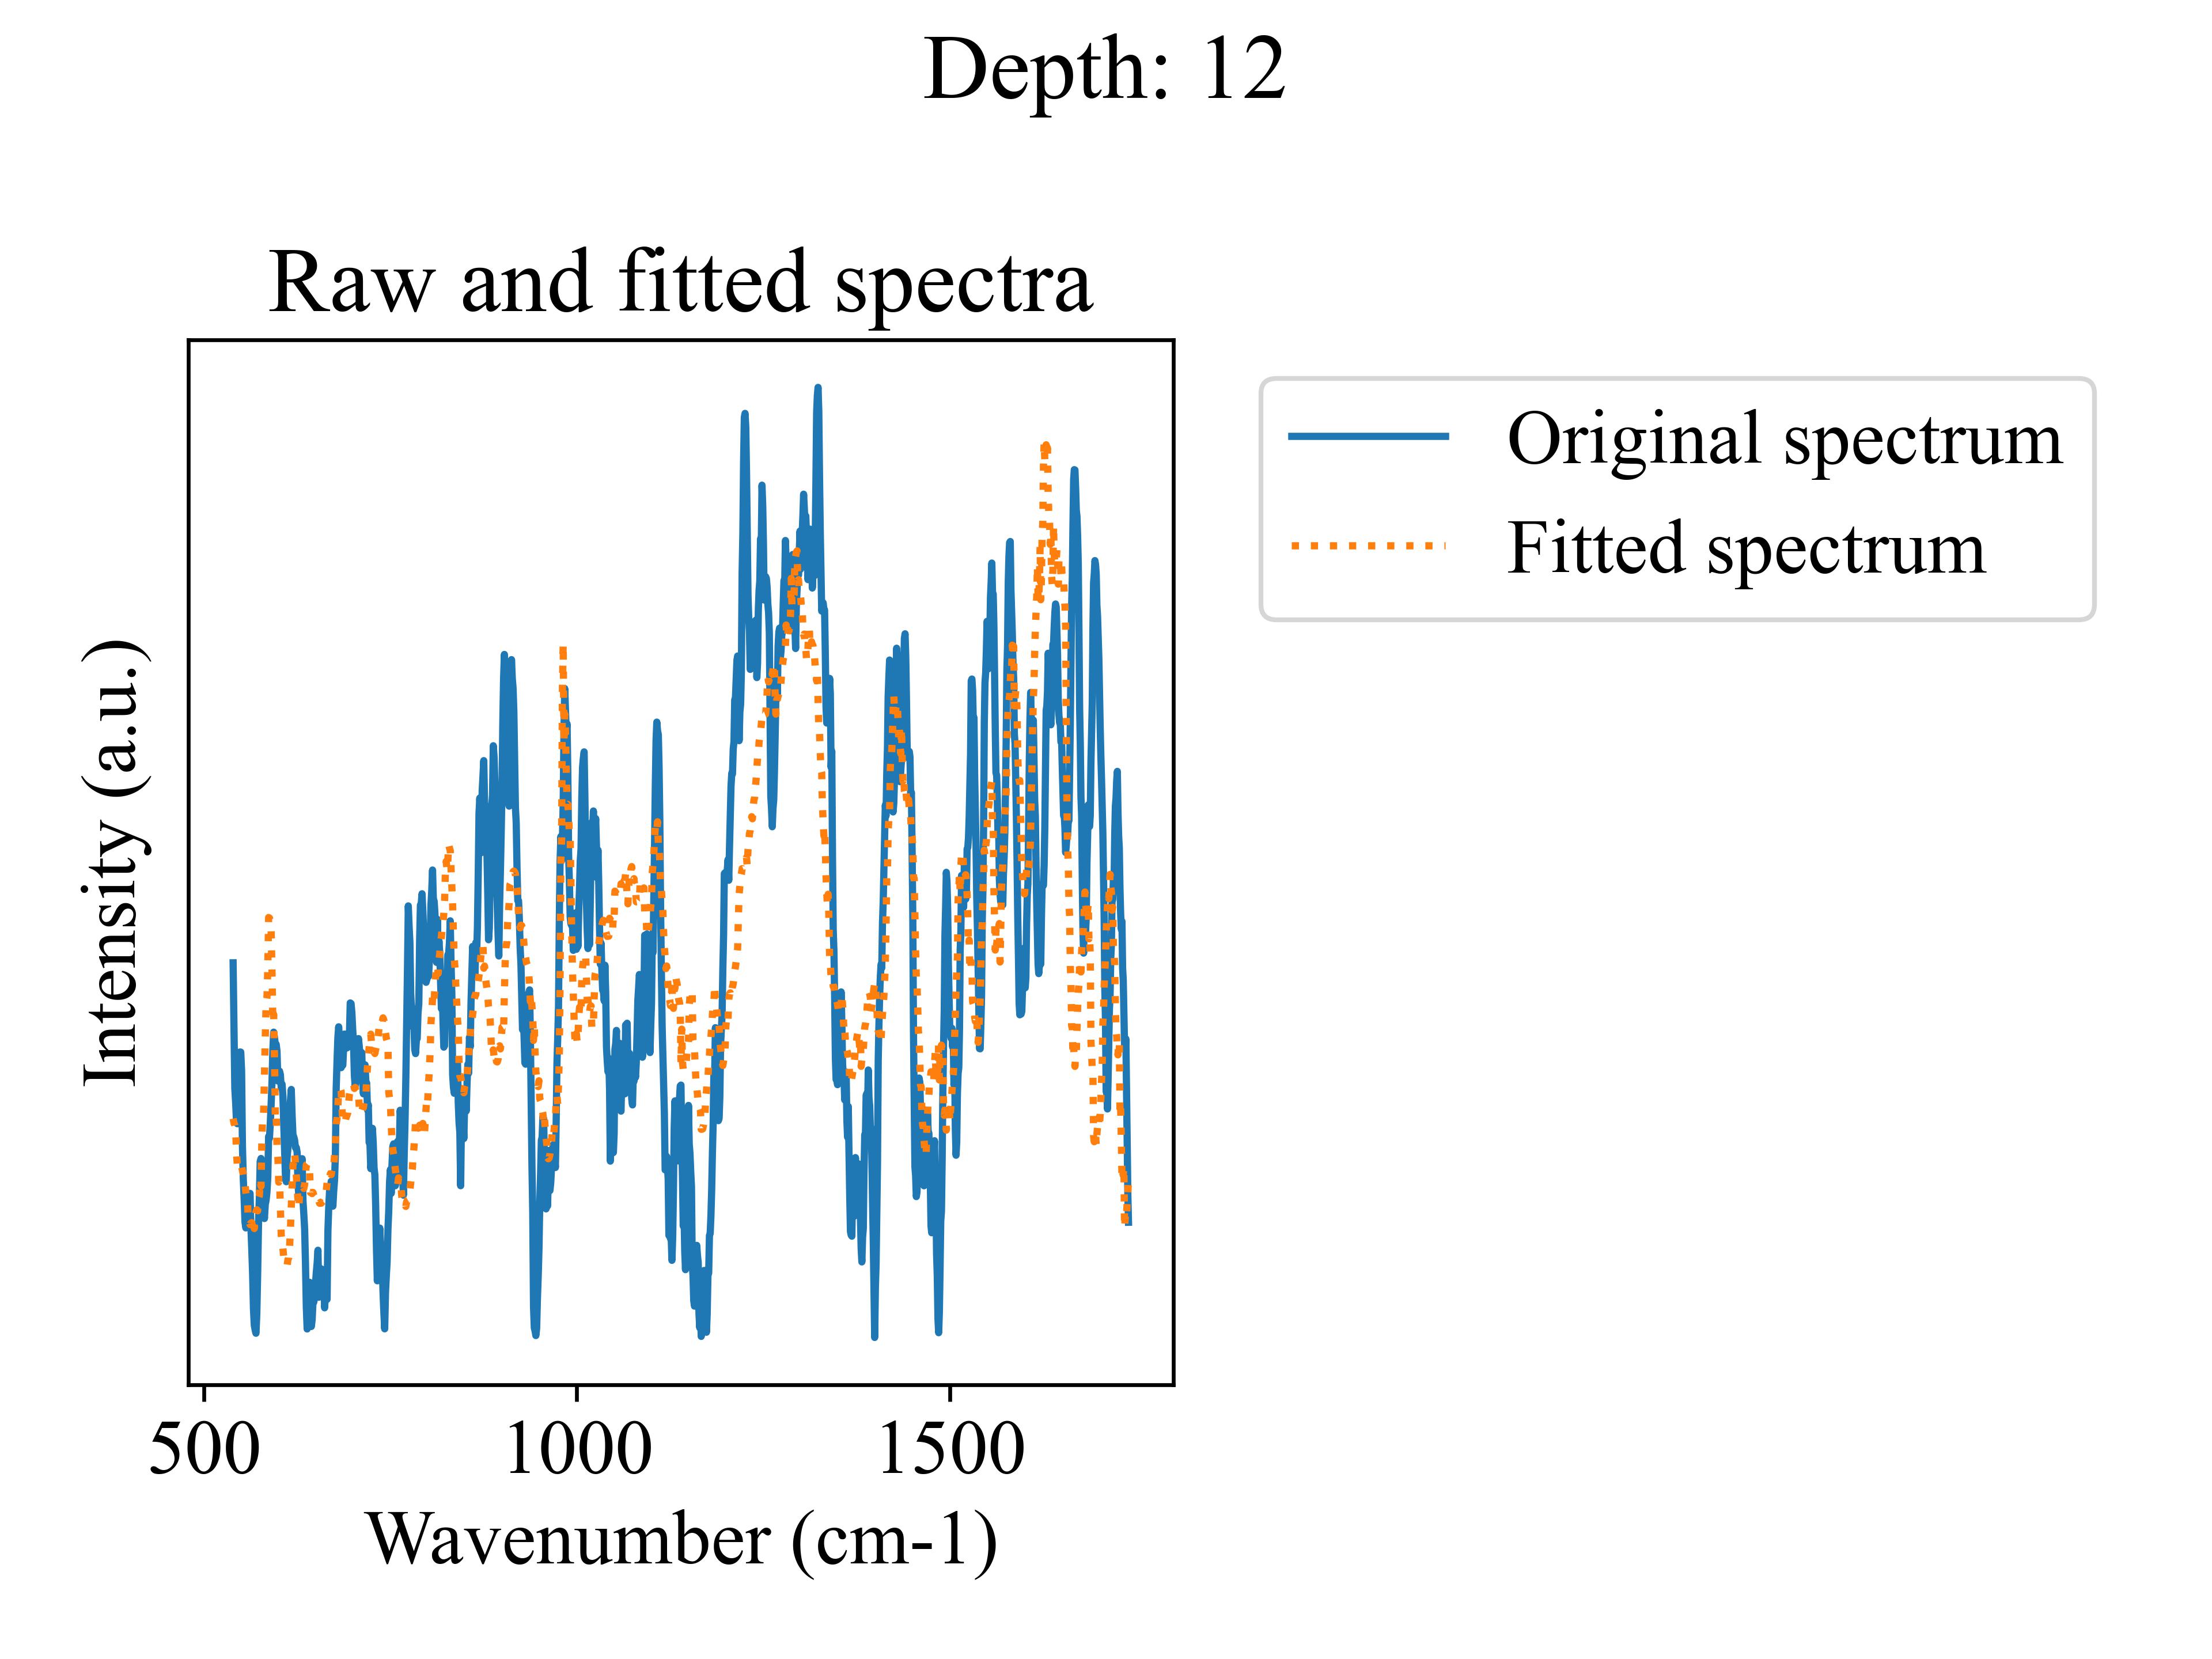 Depth: 12
Raw and fitted spectra
Original spectrum
Fitted spectrum
Intensity (a.u.)
500 1000 1500
Wavenumber (cm-1)